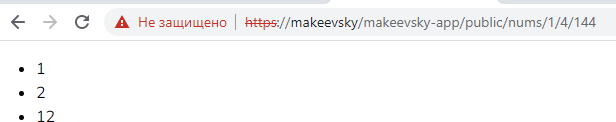 Не защищено | https://makeevsky/makeevsky-app/public/nums/1/4/144
• 1
• 2
• 12